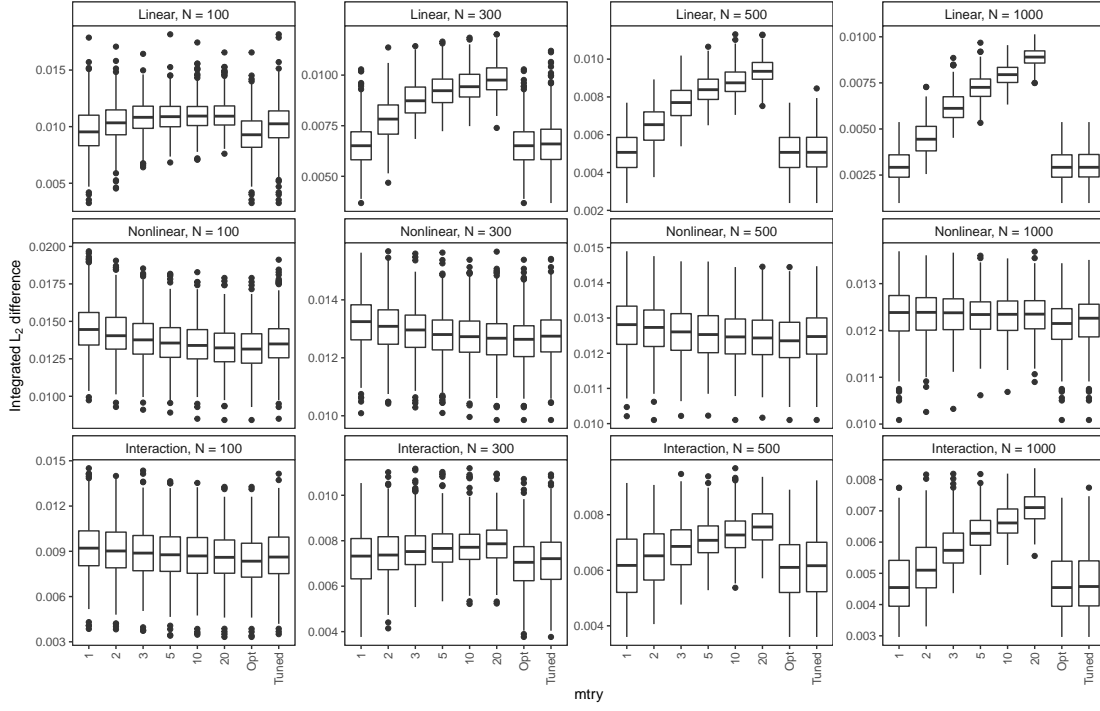 Linear, N = 100
Linear, N = 300
Linear, N = 500
Linear, N = 1000
0.015
0.010
0.005
0.0100
0.0075
0.0050
0.010
0.008
0.006
0.004
0.002
0.0100
0.0075
0.0050
0.0025
Nonlinear, N = 100
Nonlinear, N = 300
Nonlinear, N = 500
Nonlinear, N = 1000
0.0200
0.0175
0.0150
0.0125
0.0100
0.014
0.012
0.010
0.015
0.014
0.013
0.012
0.011
0.010
0.013
0.012
0.011
0.010
Interaction, N = 100
Interaction, N = 300
Interaction, N = 500
Interaction, N = 1000
0.015
0.012
0.009
0.006
0.003
0.010
0.008
0.006
0.004
0.008
0.006
0.004
0.008
0.007
0.006
0.005
0.004
0.003
1 2 3 5 10 20 Opt Tuned
1 2 3 5 10 20 Opt Tuned
1 2 3 5 10 20 Opt Tuned
1 2 3 5 10 20 Opt Tuned
Integrated L₂ difference
mtry